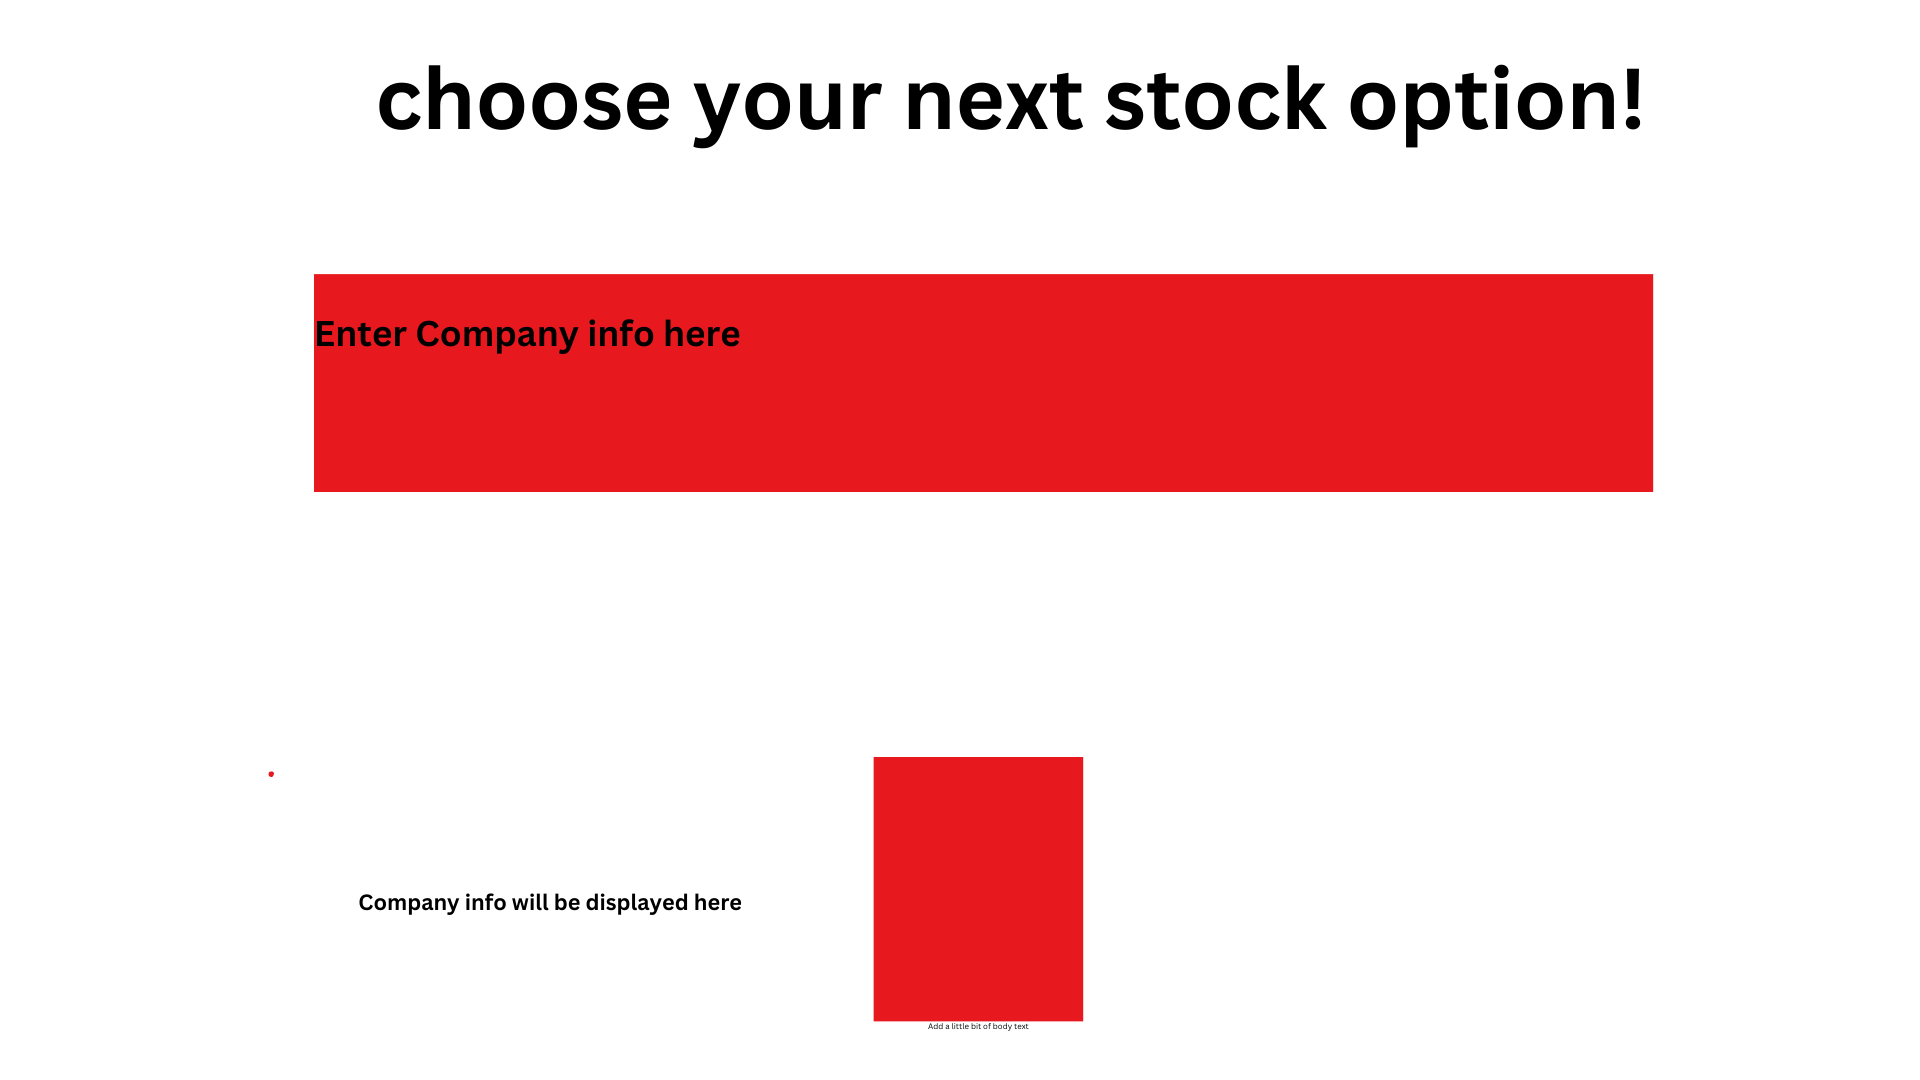 choose your next stock option!
Enter Company info here
Company info will be displayed here
Add a little bit of body text